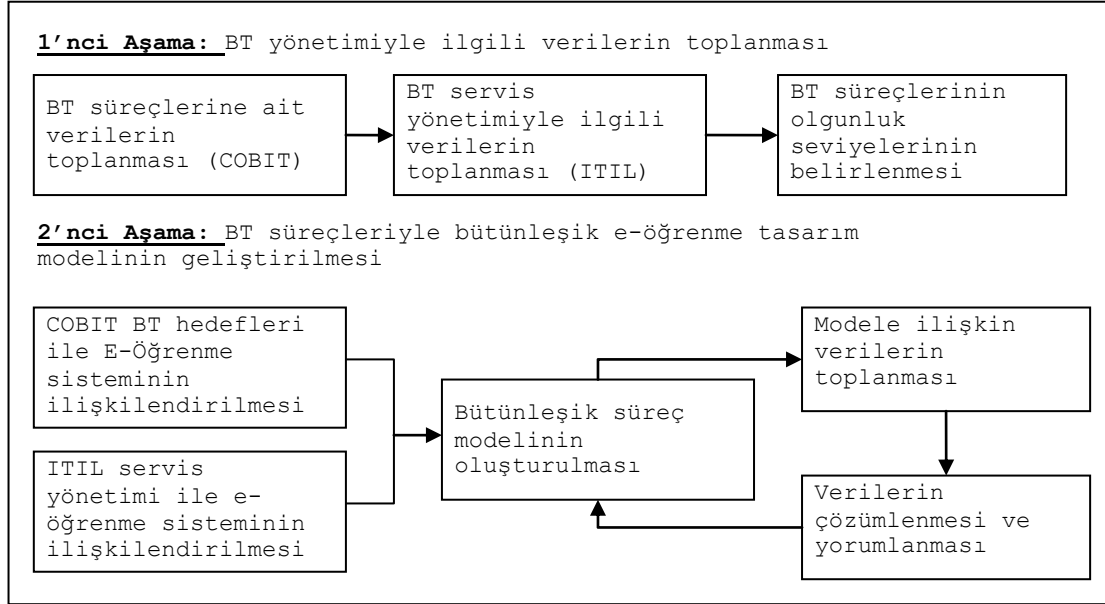 1’nci Aşama: BT yönetimiyle ilgili verilerin toplanması
BT süreçlerine ait
verilerin
toplanması (COBIT)
BT servis
yönetimiyle ilgili
verilerin
toplanması (ITIL)
BT süreçlerinin
olgunluk
seviyelerinin
belirlenmesi
2’nci Aşama: BT süreçleriyle bütünleşik e-öğrenme tasarım
modelinin geliştirilmesi
COBIT BT hedefleri
ile E-Öğrenme
sisteminin
ilişkilendirilmesi
ITIL servis
yönetimi ile e-
öğrenme sisteminin
ilişkilendirilmesi
Bütünleşik süreç
modelinin
oluşturulması
Modele ilişkin
verilerin
toplanması
Verilerin
çözümlenmesi ve
yorumlanması